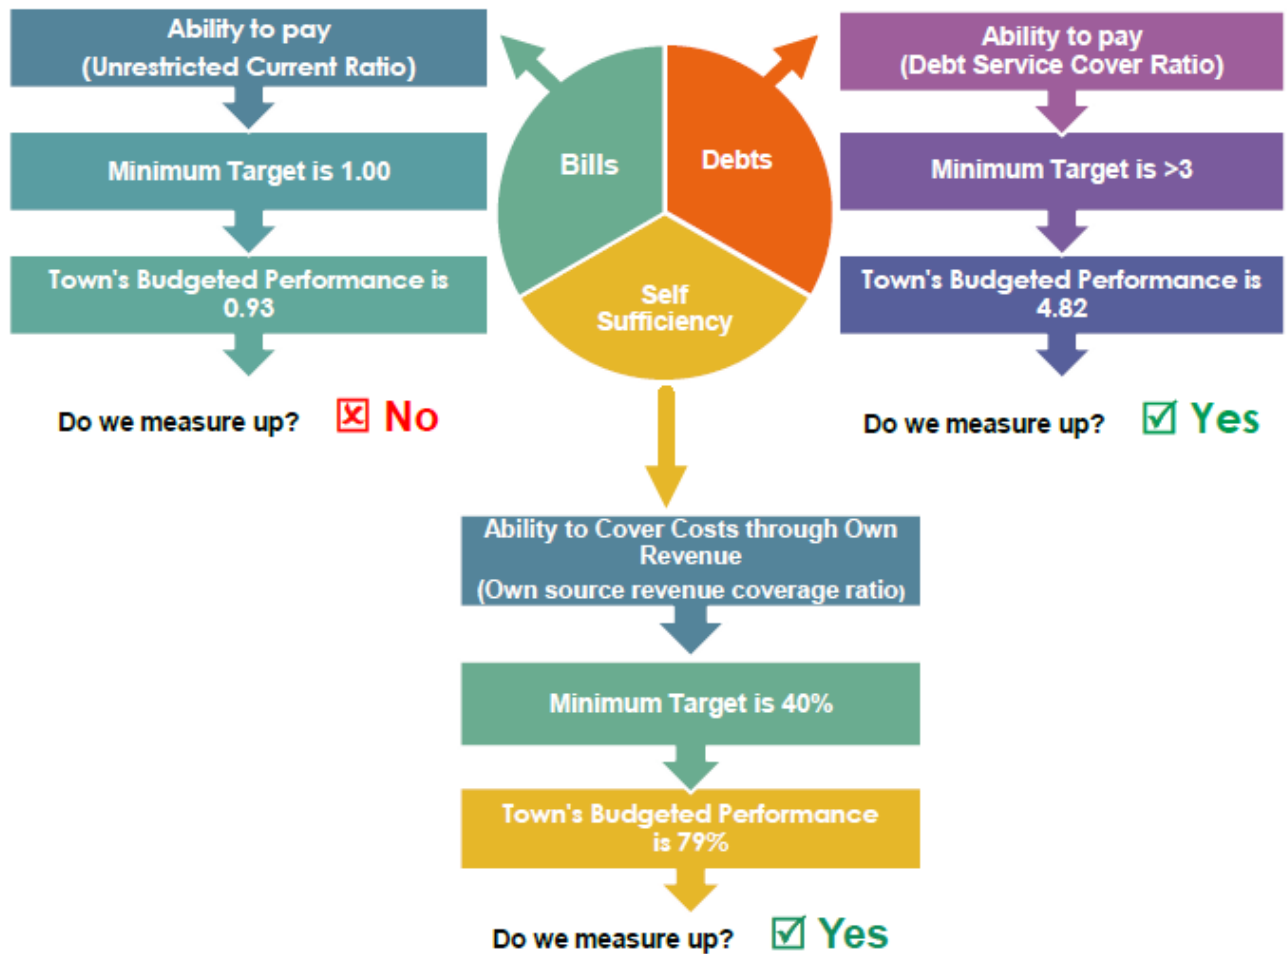 Ability to pay
(Unrestricted Current Ratio)
Minimum Target is 1.00
Town's Budgeted Performance is
0.93
Do we measure up? ☒ No
Bills
Debts
Self
Sufficiency
Ability to pay
(Debt Service Cover Ratio)
Minimum Target is >3
Town's Budgeted Performance is
4.82
Do we measure up? ☑ Yes
Ability to Cover Costs through Own
Revenue
(Own source revenue coverage ratio)
Minimum Target is 40%
Town's Budgeted Performance
is 79%
Do we measure up? ☑ Yes